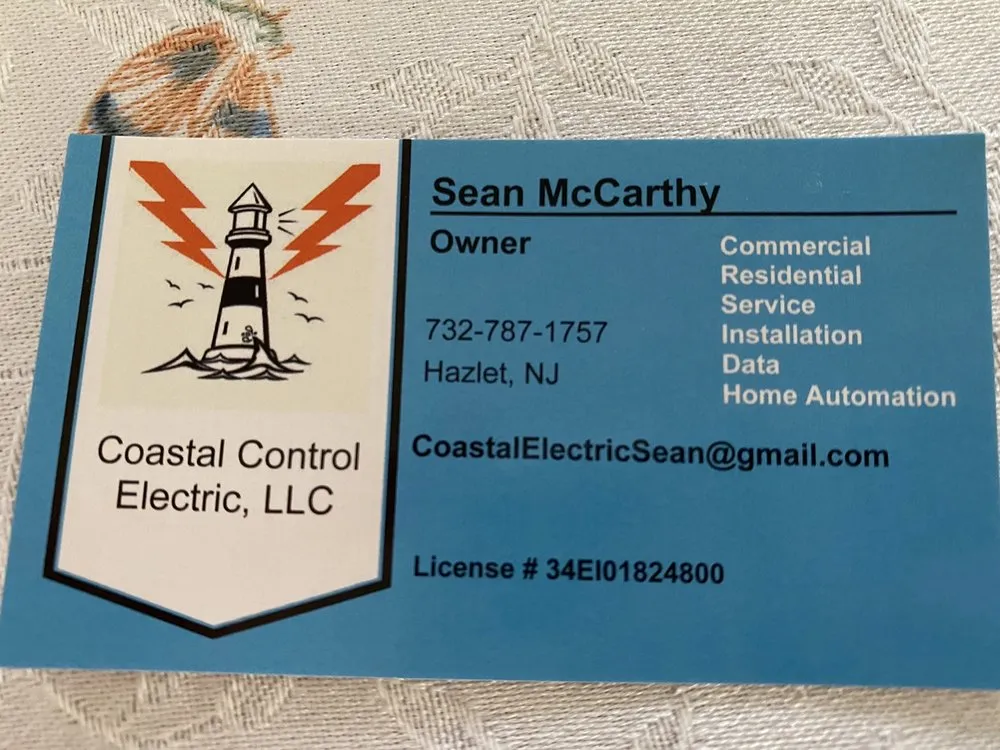 Coastal Control
Electric, LLC
Sean McCarthy
Owner
732-787-1757
Hazlet, NJ
Commercial
Residential
Service
Installation
Data
Home Automation
CoastalElectricSean@gmail.com
License # 34EI01824800